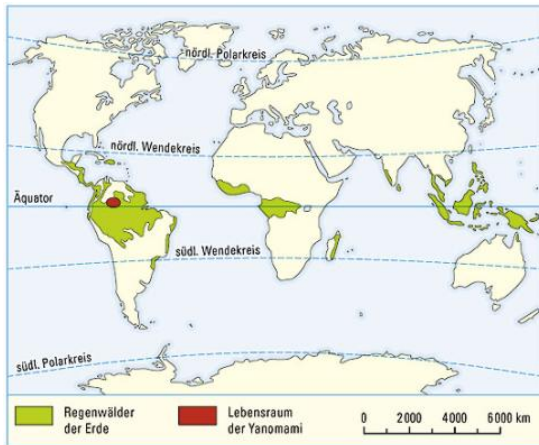 nördl. Polarkreis
nördl. Wendekreis
Äquator
südl. Wendekreis
südl. Polarkreis
Regenwälder
der Erde
Lebensraum
der Yanomami
0 2000 4000 6000 km